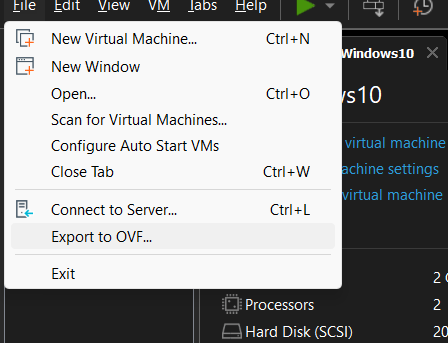 File Edit View VM Tabs Help
New Virtual Machine... Ctrl+N
New Window
Windows10
Open... Ctrl+O
ws10
Scan for Virtual Machines...
Configure Auto Start VMs
virtual machine
Close Tab Ctrl+W
achine settings
virtual machine
Connect to Server... Ctrl+L
Export to OVF...
Exit
2
Processors 2
Hard Disk (SCSI) 20